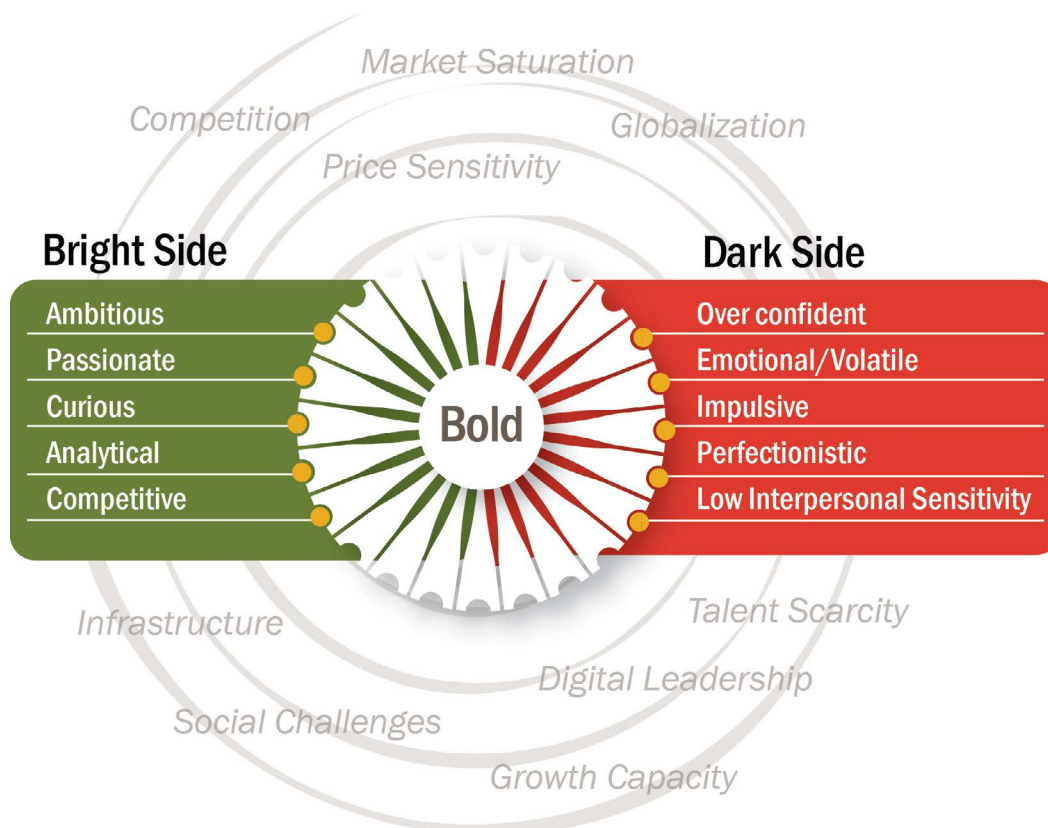 Market Saturation
Competition
Globalization
Price Sensitivity
Bright Side
Dark Side
Ambitious
Passionate
Curious
Analytical
Competitive
Bold
Over confident
Emotional/Volatile
Impulsive
Perfectionistic
Low Interpersonal Sensitivity
Infrastructure
Talent Scarcity
Digital Leadership
Social Challenges
Growth Capacity